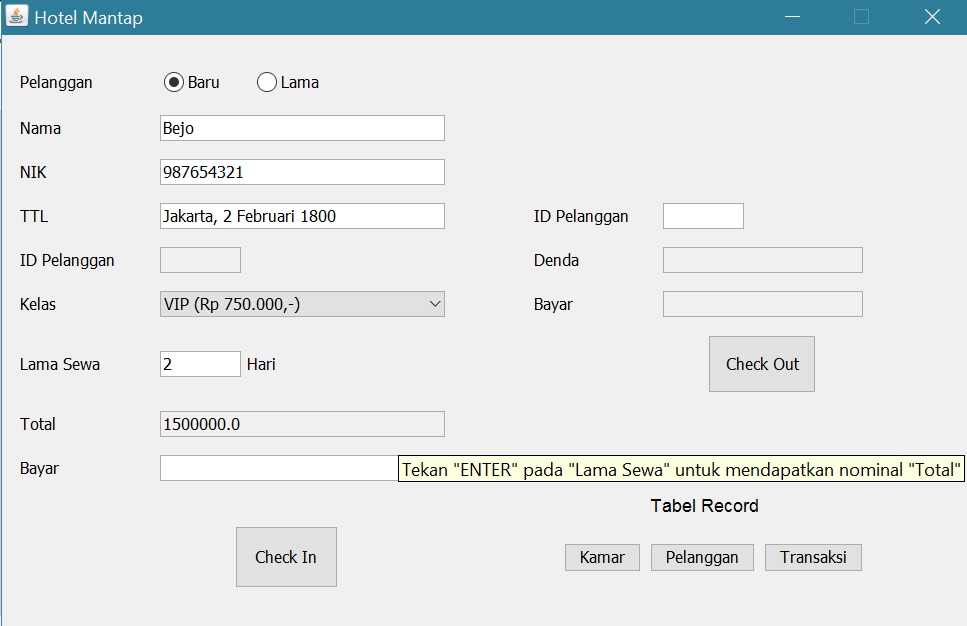 Hotel Mantap
Pelanggan Baru Lama
Nama Bejo
NIK 987654321
TTL Jakarta, 2 Februari 1800
ID Pelanggan
Kelas VIP (Rp 750.000,-)
Lama Sewa 2 Hari
Total 1500000.0
Bayar
Tekan "ENTER" pada "Lama Sewa" untuk mendapatkan nominal "Total"
Check In
ID Pelanggan
Denda
Bayar
Check Out
Tabel Record
Kamar Pelanggan Transaksi